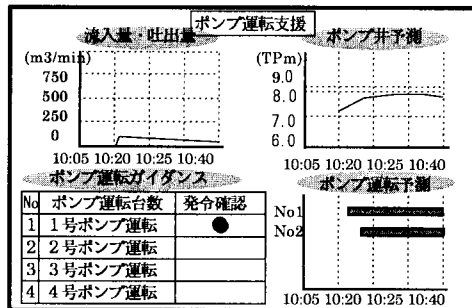 ポンプ運転支援
流入量・吐出量
(m3/min)
750
500
250
0
10:05 10:20 10:25 10:40
ポンプ井予測
(TPm)
9.0
8.0
7.0
6.0
10:05 10:20 10:25 10:40
ポンプ運転ガイダンス
No ポンプ運転台数 発令確認
1 1号ポンプ運転 ●
2 2号ポンプ運転
3 3号ポンプ運転
4 4号ポンプ運転
ポンプ運転予測
No1
No2
10:05 10:20 10:25 10:40